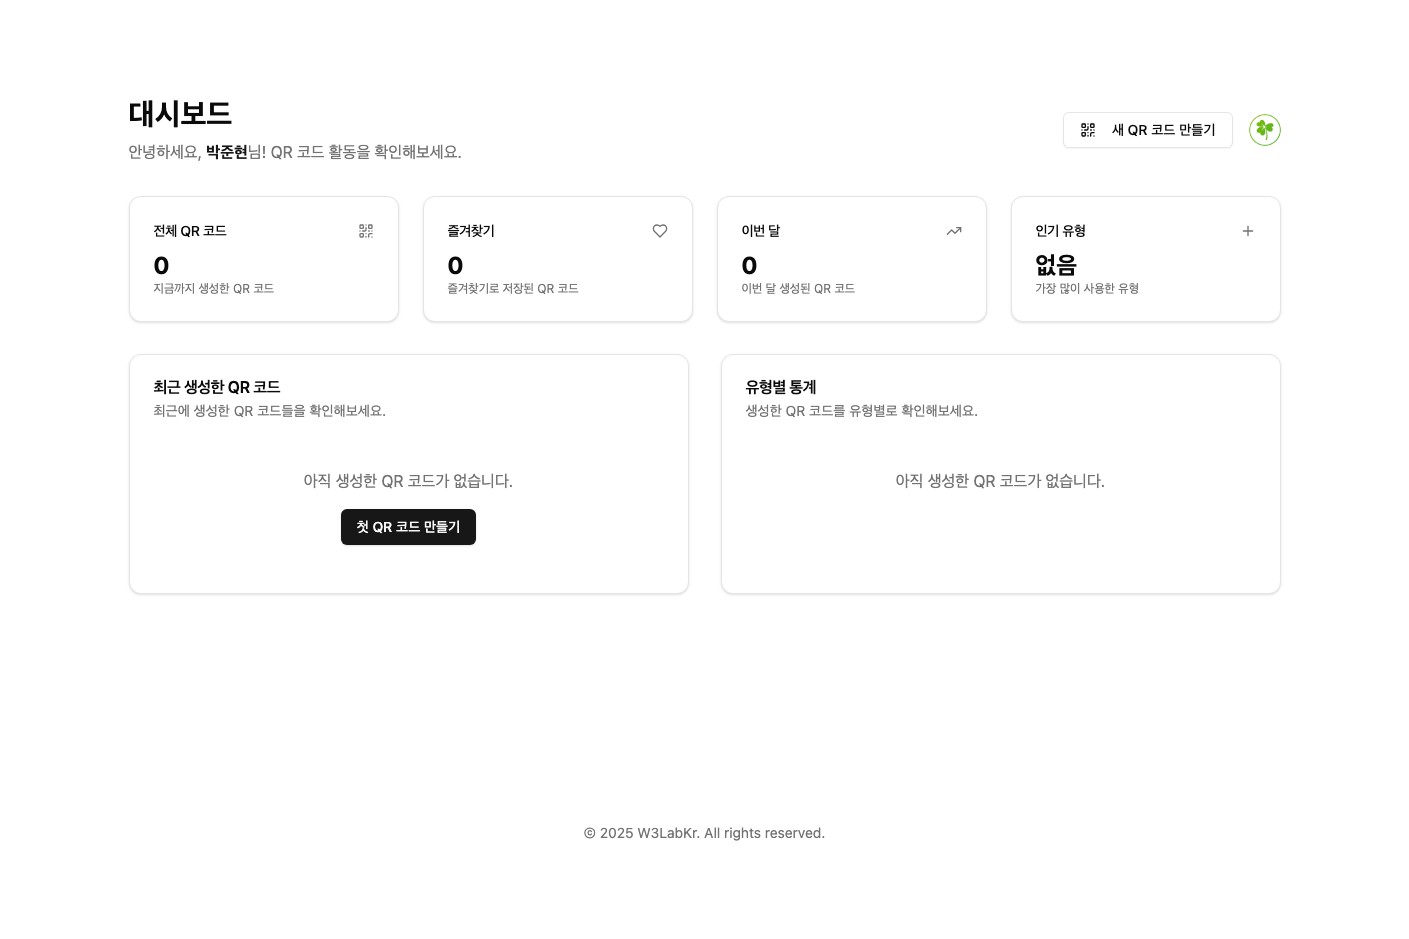 대시보드
안녕하세요, 박준현님! QR 코드 활동을 확인해보세요.
새 QR 코드 만들기
전체 QR 코드
0
지금까지 생성한 QR 코드
즐겨찾기
0
즐겨찾기로 저장된 QR 코드
이번 달
0
이번 달 생성된 QR 코드
인기 유형
없음
가장 많이 사용한 유형
최근 생성한 QR 코드
최근에 생성한 QR 코드들을 확인해보세요.
아직 생성한 QR 코드가 없습니다.
첫 QR 코드 만들기
유형별 통계
생성한 QR 코드를 유형별로 확인해보세요.
아직 생성한 QR 코드가 없습니다.
© 2025 W3LabKr. All rights reserved.